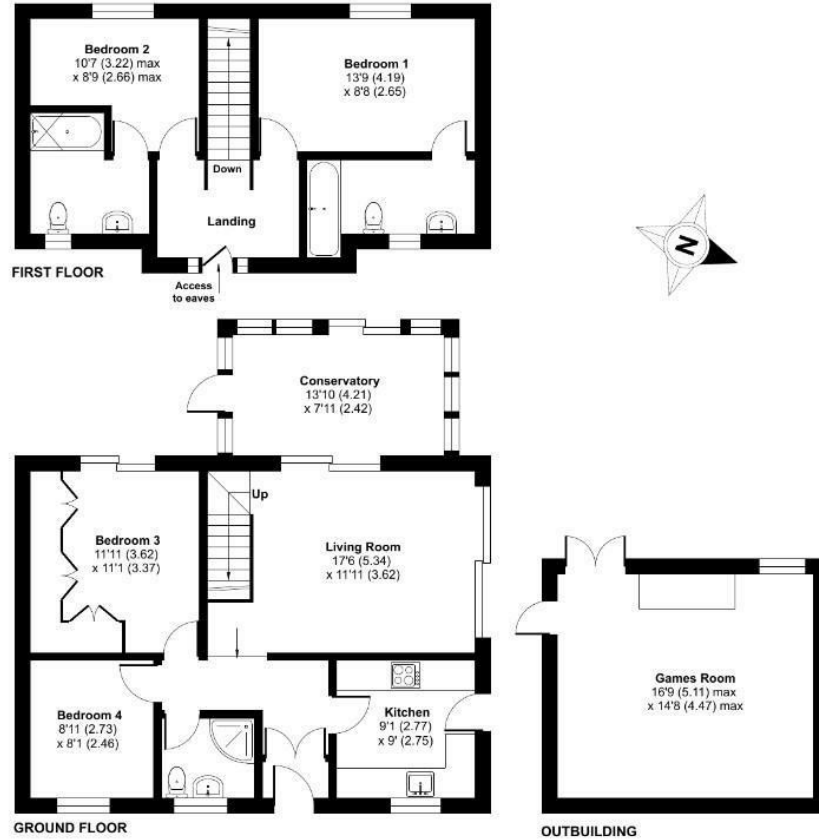 Bedroom 2
10'7 (3.22) max
x 8'9 (2.66) max
Bedroom 1
13'9 (4.19)
x 8'8 (2.65)
Down
Landing
FIRST FLOOR
Access
to eaves
N
Conservatory
13'10 (4.21)
x 7'11 (2.42)
Up
Bedroom 3
11'11 (3.62)
x 11'1 (3.37)
Living Room
17'6 (5.34)
x 11'11 (3.62)
Games Room
16'9 (5.11) max
x 14'8 (4.47) max
Bedroom 4
8'11 (2.73)
x 8'1 (2.46)
Kitchen
9'1 (2.77)
x 9' (2.75)
GROUND FLOOR
OUTBUILDING